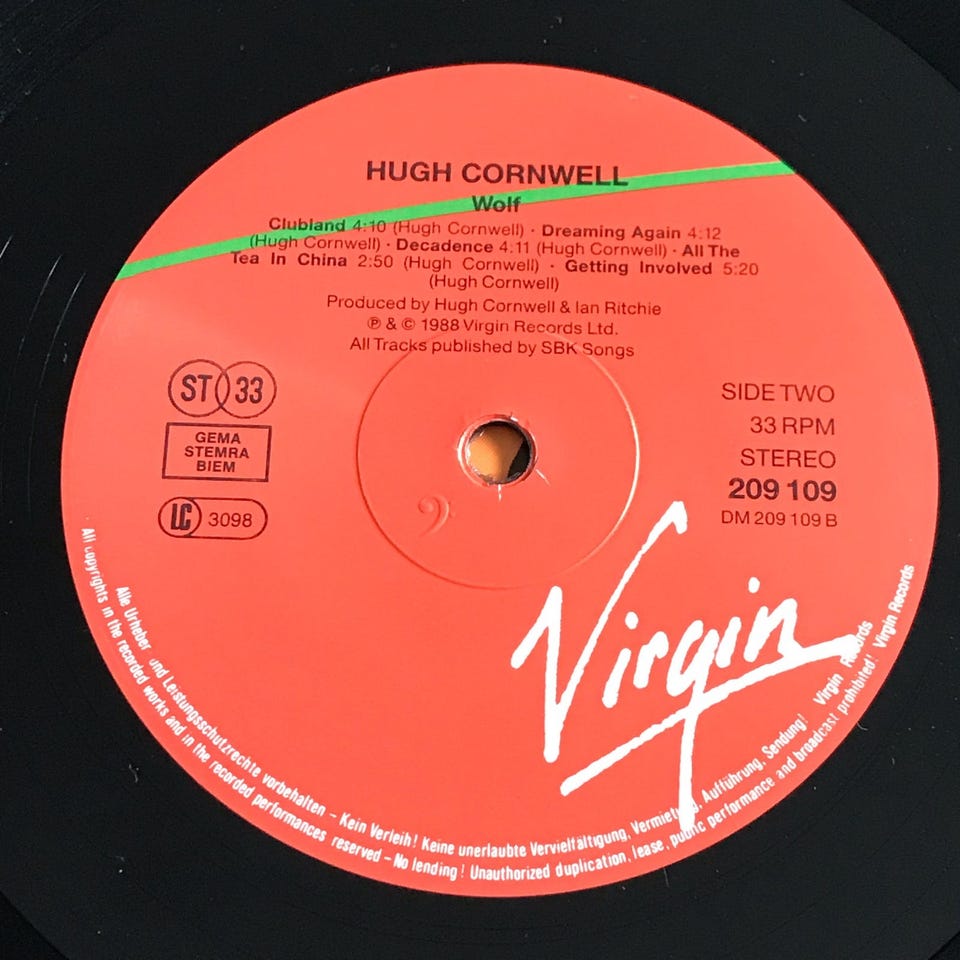 HUGH CORNWELL
Wolf
Clubland 4:10 (Hugh Cornwell) · Dreaming Again 4:12
(Hugh Cornwell) · Decadence 4:11 (Hugh Cornwell) · All The
Tea In China 2:50 (Hugh Cornwell) · Getting Involved 5:20
(Hugh Cornwell)
Produced by Hugh Cornwell & Ian Ritchie
℗ & © 1988 Virgin Records Ltd.
All Tracks published by SBK Songs
ST 33
GEMA
STEMRA
BIEM
LC 3098
SIDE TWO
33 RPM
STEREO
209 109
DM 209 109 B
Virgin
Alle Urheber und Leistungsschutzrechte vorbehalten – Kein Verleih! Keine unerlaubte Vervielfältigung, Vermietung, Aufführung, Sendung! Virgin Records
All copyrights in the recorded works and in the recorded performances reserved – No lending! Unauthorized duplication, lease, public performance and broadcast prohibited! Virgin Records